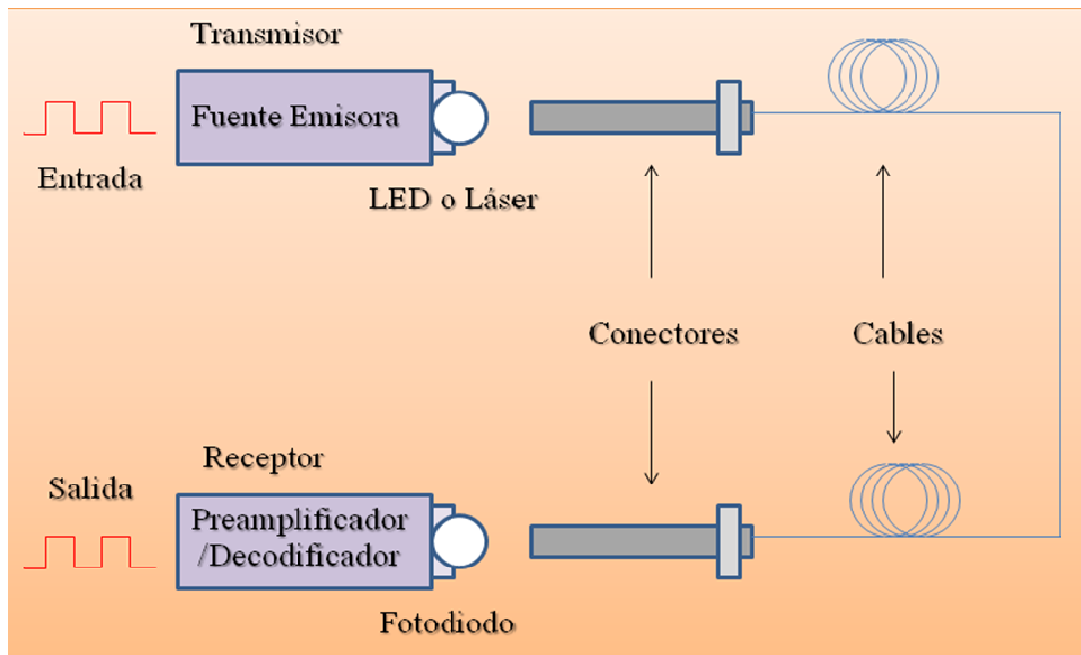 Transmisor
Fuente Emisora
Entrada
LED o Láser
Conectores
Cables
Receptor
Salida
Preamplificador
/Decodificador
Fotodiodo